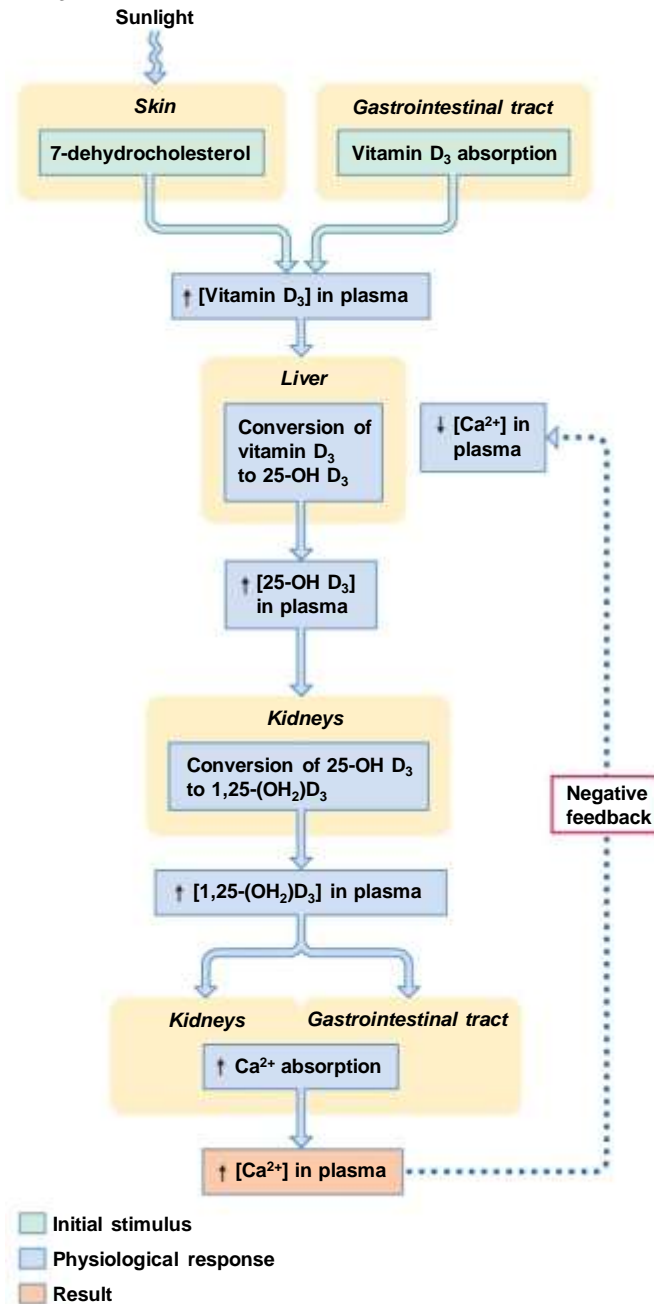 Sunlight
Skin
7-dehydrocholesterol
Gastrointestinal tract
Vitamin D₃ absorption
↑ [Vitamin D₃] in plasma
Liver
Conversion of
vitamin D₃
to 25-OH D₃
↓ [Ca²⁺] in
plasma
↑ [25-OH D₃]
in plasma
Kidneys
Conversion of 25-OH D₃
to 1,25-(OH₂)D₃
Negative
feedback
↑ [1,25-(OH₂)D₃] in plasma
Kidneys
Gastrointestinal tract
↑ Ca²⁺ absorption
↑ [Ca²⁺] in plasma
Initial stimulus
Physiological response
Result